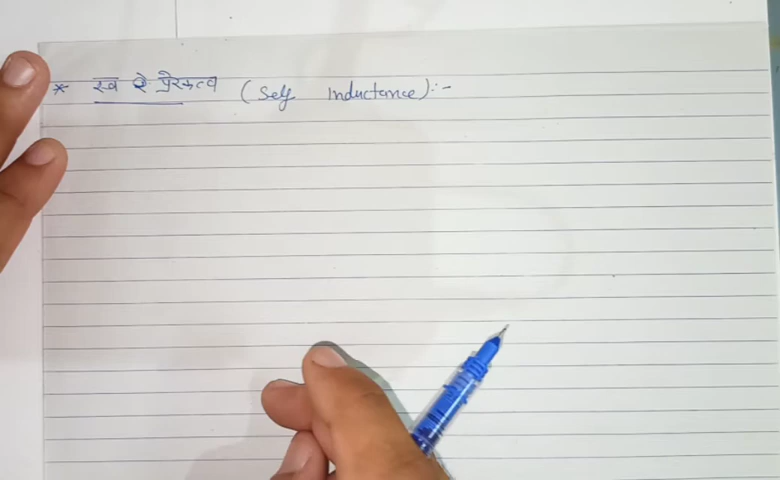 * स्व प्रेरकत्व (Self Inductance):-